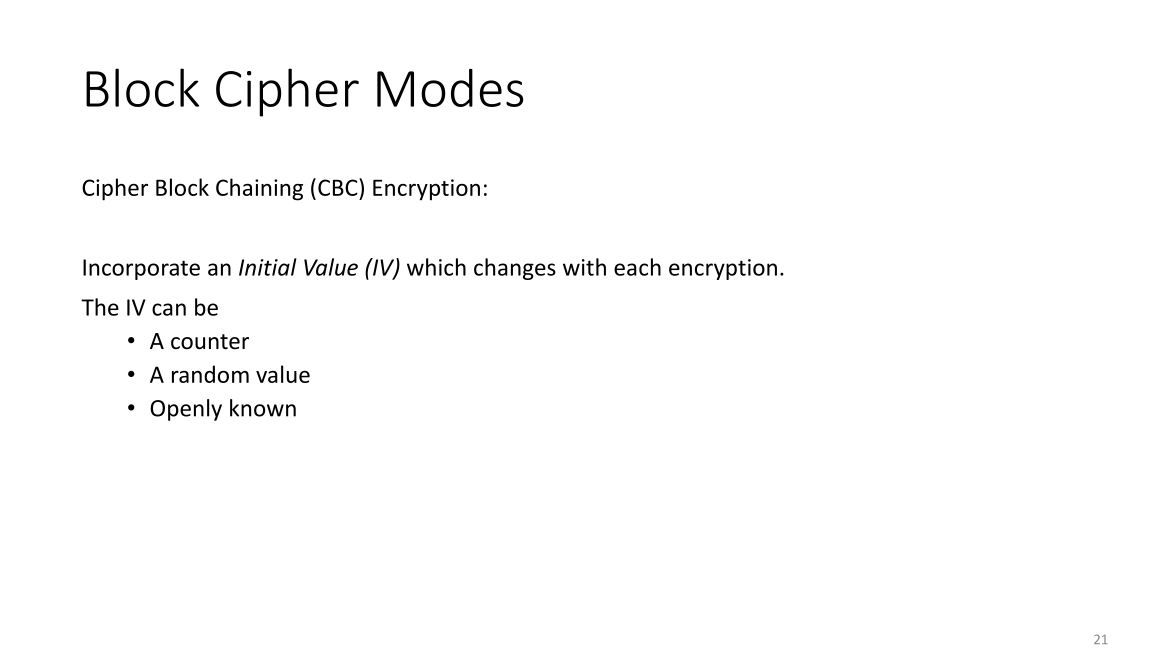 Block Cipher Modes
Cipher Block Chaining (CBC) Encryption:
Incorporate an Initial Value (IV) which changes with each encryption.
The IV can be
• A counter
• A random value
• Openly known
21